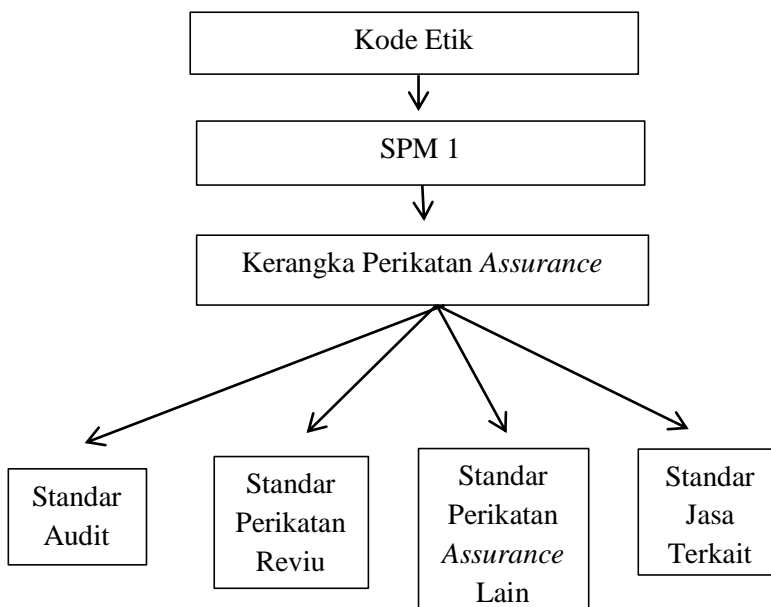 Kode Etik
SPM 1
Kerangka Perikatan Assurance
Standar
Audit
Standar
Perikatan
Reviu
Standar
Perikatan
Assurance
Lain
Standar
Jasa
Terkait